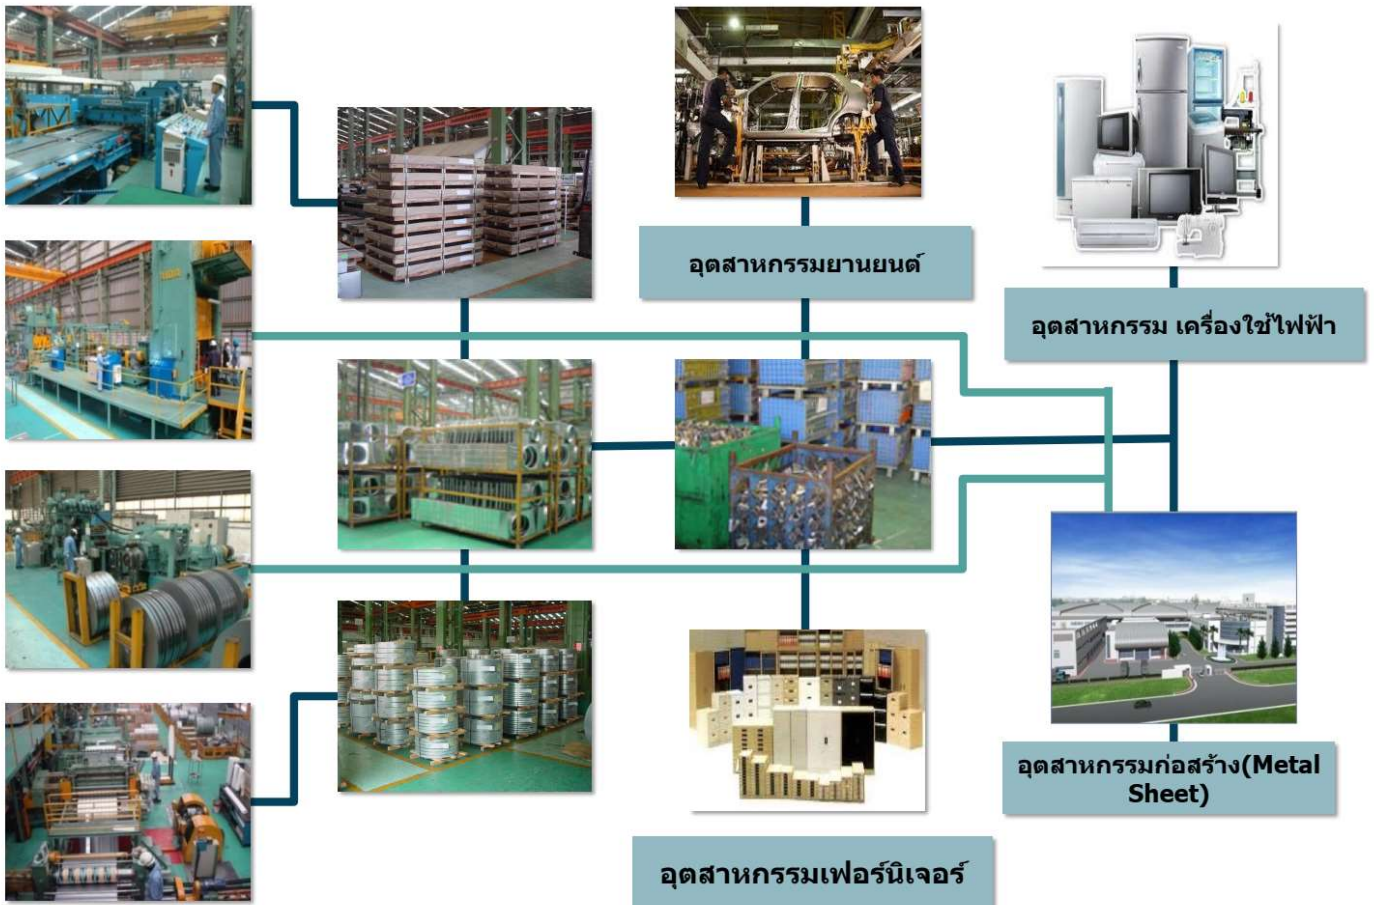 อุตสาหกรรมยานยนต์
อุตสาหกรรม เครื่องใช้ไฟฟ้า
อุตสาหกรรมก่อสร้าง(Metal
Sheet)
อุตสาหกรรมเฟอร์นิเจอร์